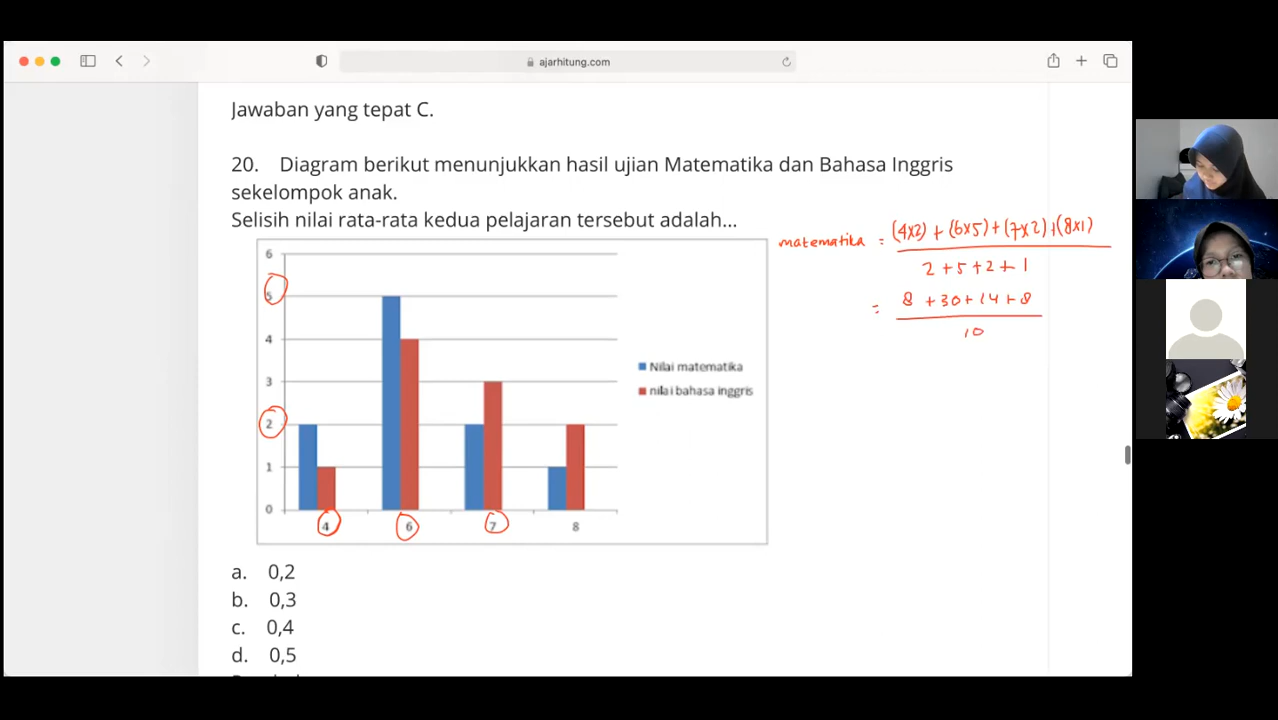 ajarhitung.com
Jawaban yang tepat C.
20. Diagram berikut menunjukkan hasil ujian Matematika dan Bahasa Inggris
sekelompok anak.
Selisih nilai rata-rata kedua pelajaran tersebut adalah...
matematika = (4x2) + (6x5) + (7x2) + (8x1)
2 + 5 + 2 + 1
= 8 + 30 + 14 + 8
10
6
5
4
3
2
1
0
4 6 7 8
Nilai matematika
nilai bahasa inggris
a. 0,2
b. 0,3
c. 0,4
d. 0,5